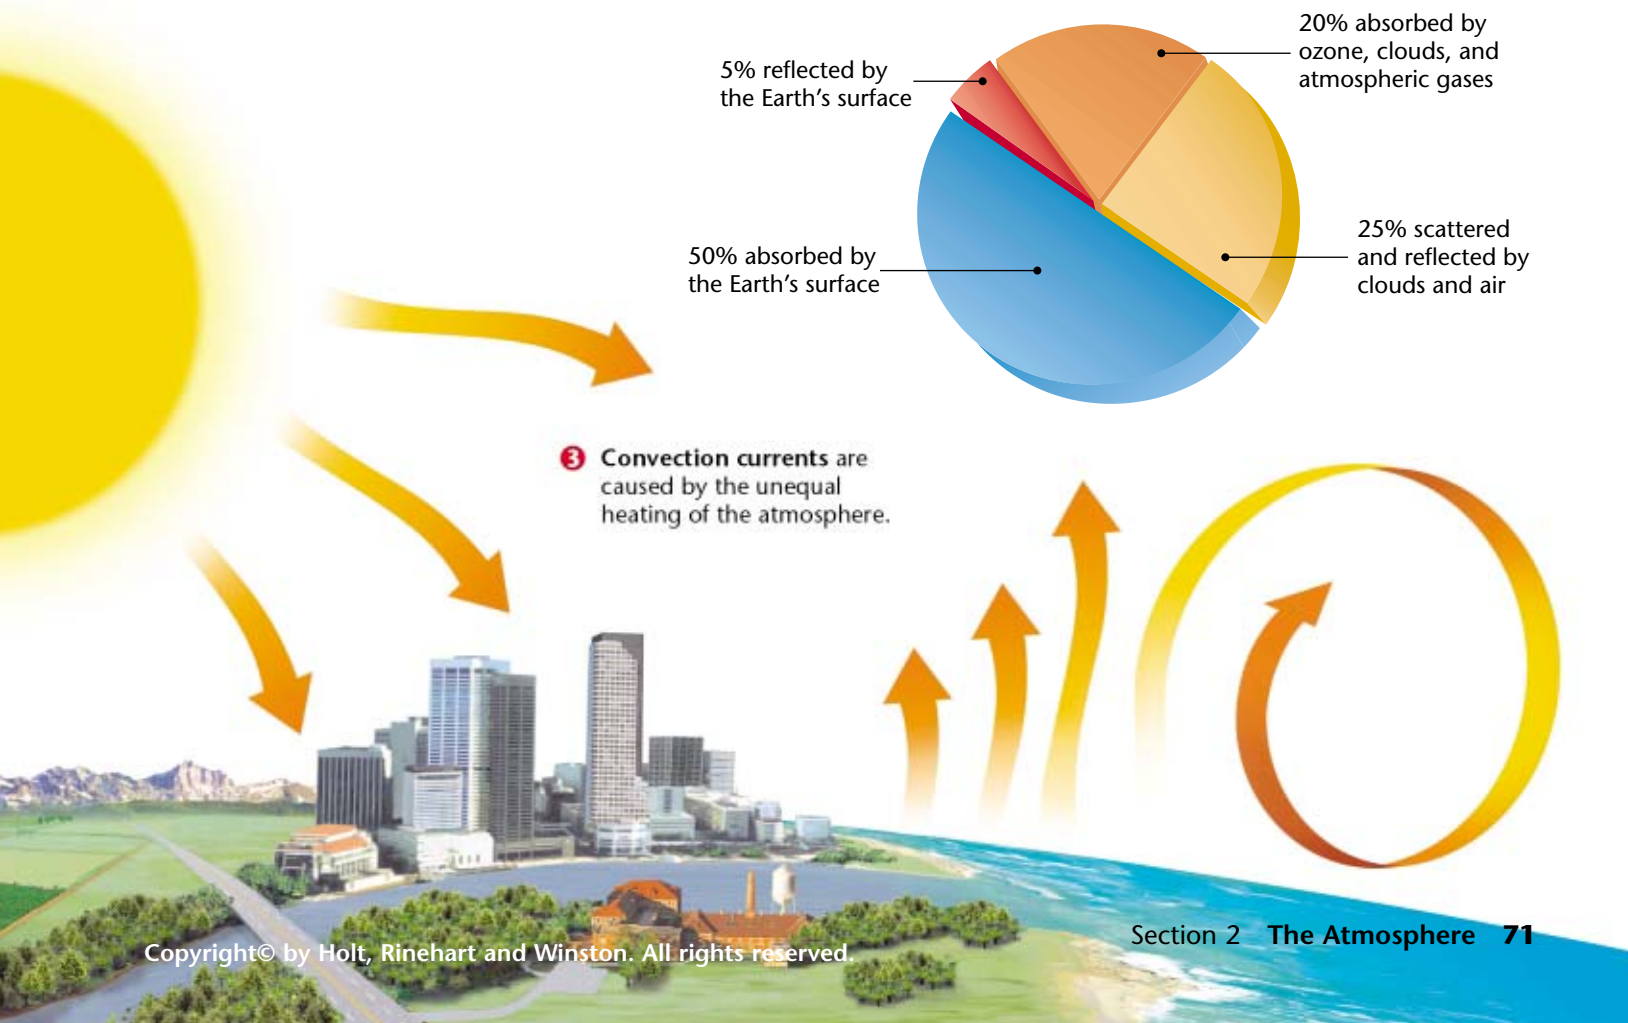 20% absorbed by
ozone, clouds, and
atmospheric gases
5% reflected by
the Earth’s surface
25% scattered
and reflected by
clouds and air
50% absorbed by
the Earth’s surface
3 Convection currents are
caused by the unequal
heating of the atmosphere.
Section 2 The Atmosphere 71
Copyright© by Holt, Rinehart and Winston. All rights reserved.